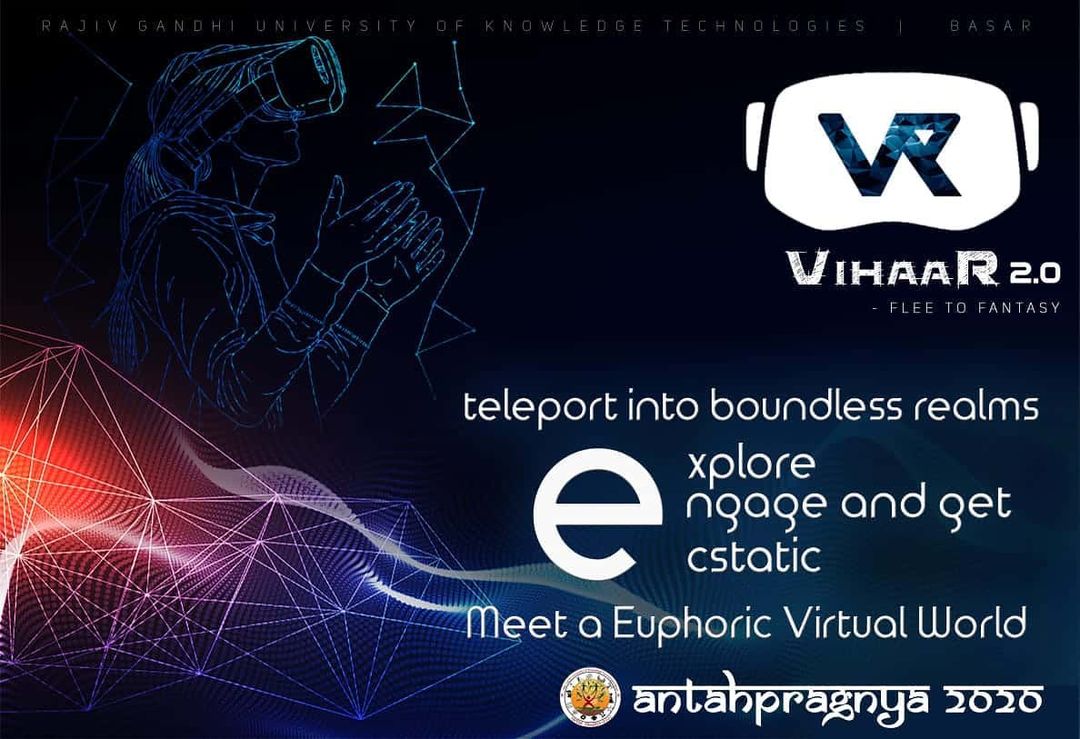 RAJIV GANDHI UNIVERSITY OF KNOWLEDGE TECHNOLOGIES | BASAR
VR
VIHAAR 2.0
- FLEE TO FANTASY
teleport into boundless realms
e
xplore
ngage and get
cstatic
Meet a Euphoric Virtual World
antahpragnya 2020